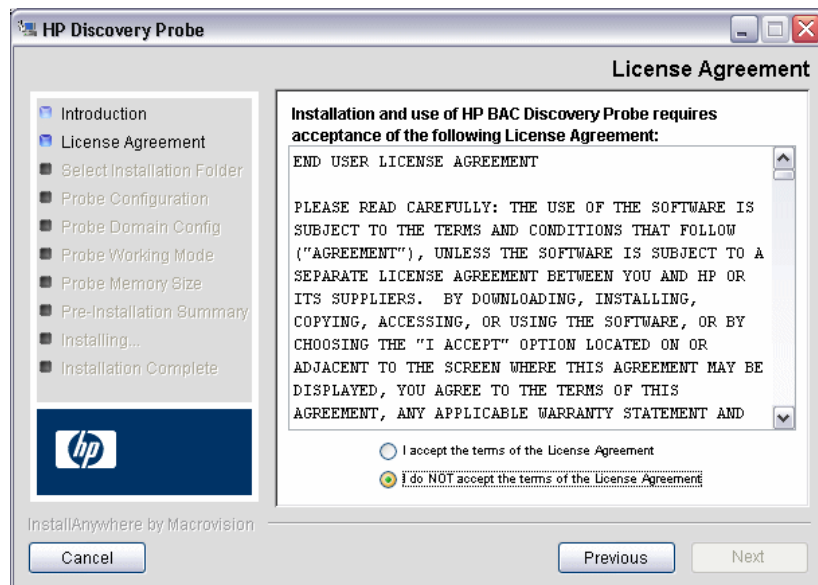 HP Discovery Probe
License Agreement
Introduction
License Agreement
Select Installation Folder
Probe Configuration
Probe Domain Config
Probe Working Mode
Probe Memory Size
Pre-Installation Summary
Installing...
Installation Complete
hp
Installation and use of HP BAC Discovery Probe requires
acceptance of the following License Agreement:
END USER LICENSE AGREEMENT
PLEASE READ CAREFULLY: THE USE OF THE SOFTWARE IS
SUBJECT TO THE TERMS AND CONDITIONS THAT FOLLOW
("AGREEMENT"), UNLESS THE SOFTWARE IS SUBJECT TO A
SEPARATE LICENSE AGREEMENT BETWEEN YOU AND HP OR
ITS SUPPLIERS.  BY DOWNLOADING, INSTALLING,
COPYING, ACCESSING, OR USING THE SOFTWARE, OR BY
CHOOSING THE "I ACCEPT" OPTION LOCATED ON OR
ADJACENT TO THE SCREEN WHERE THIS AGREEMENT MAY BE
DISPLAYED, YOU AGREE TO THE TERMS OF THIS
AGREEMENT, ANY APPLICABLE WARRANTY STATEMENT AND
I accept the terms of the License Agreement
I do NOT accept the terms of the License Agreement
InstallAnywhere by Macrovision
Cancel
Previous
Next